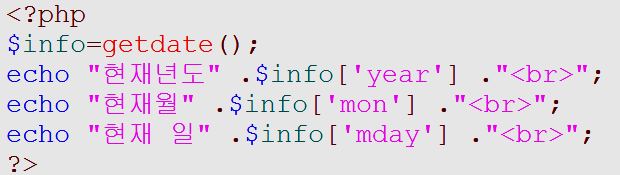 <?php
$info=getdate();
echo "현재년도" .$info['year'] ."<br>";
echo "현재월" .$info['mon'] ."<br>";
echo "현재 일" .$info['mday'] ."<br>";
?>